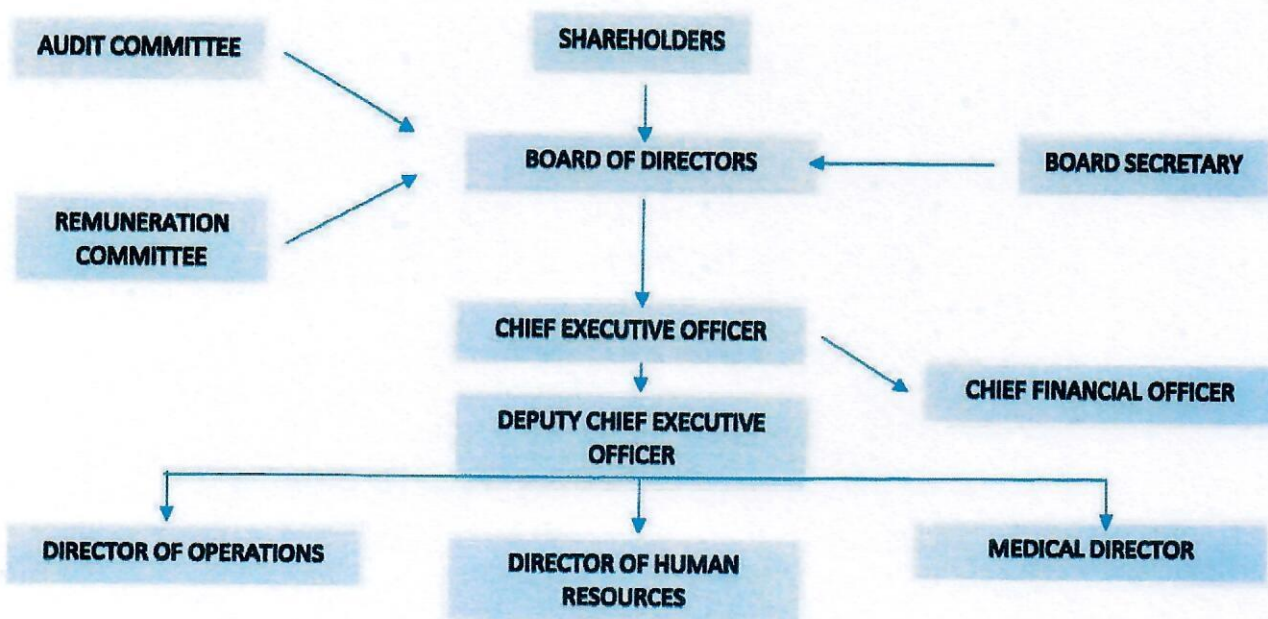 AUDIT COMMITTEE
SHAREHOLDERS
BOARD OF DIRECTORS
BOARD SECRETARY
REMUNERATION
COMMITTEE
CHIEF EXECUTIVE OFFICER
CHIEF FINANCIAL OFFICER
DEPUTY CHIEF EXECUTIVE
OFFICER
DIRECTOR OF OPERATIONS
DIRECTOR OF HUMAN
RESOURCES
MEDICAL DIRECTOR